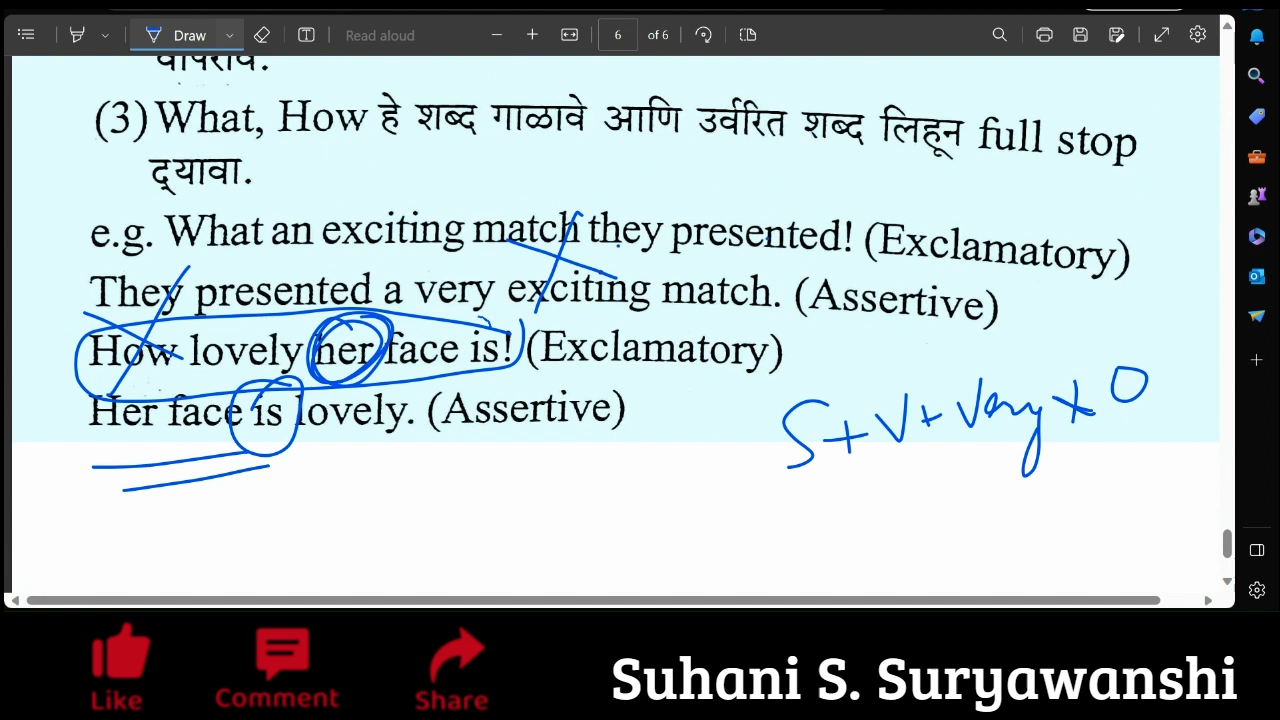 Draw
Read aloud
6
of 6
वापरावे.
(3) What, How हे शब्द गाळावे आणि उर्वरित शब्द लिहून full stop
द्यावा.
e.g. What an exciting match they presented! (Exclamatory)
They presented a very exciting match. (Assertive)
How lovely her face is! (Exclamatory)
Her face is lovely. (Assertive)
S + V + Very + O
Like
Comment
Share
Suhani S. Suryawanshi